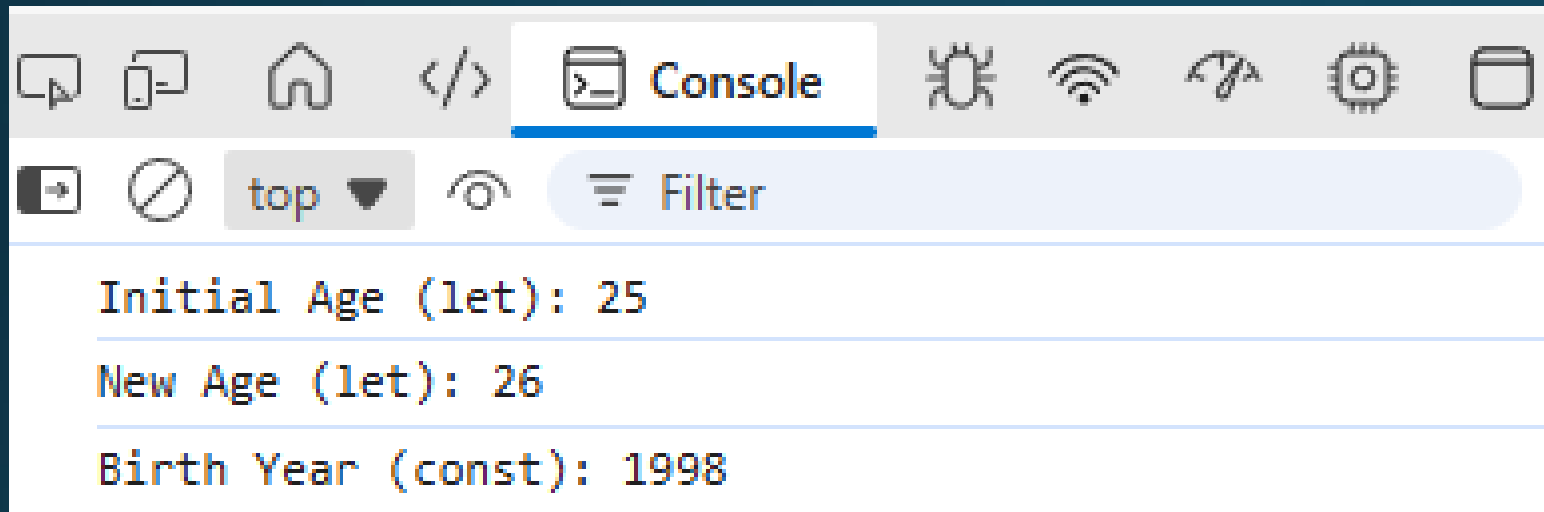 Console
top Filter
Initial Age (let): 25
New Age (let): 26
Birth Year (const): 1998